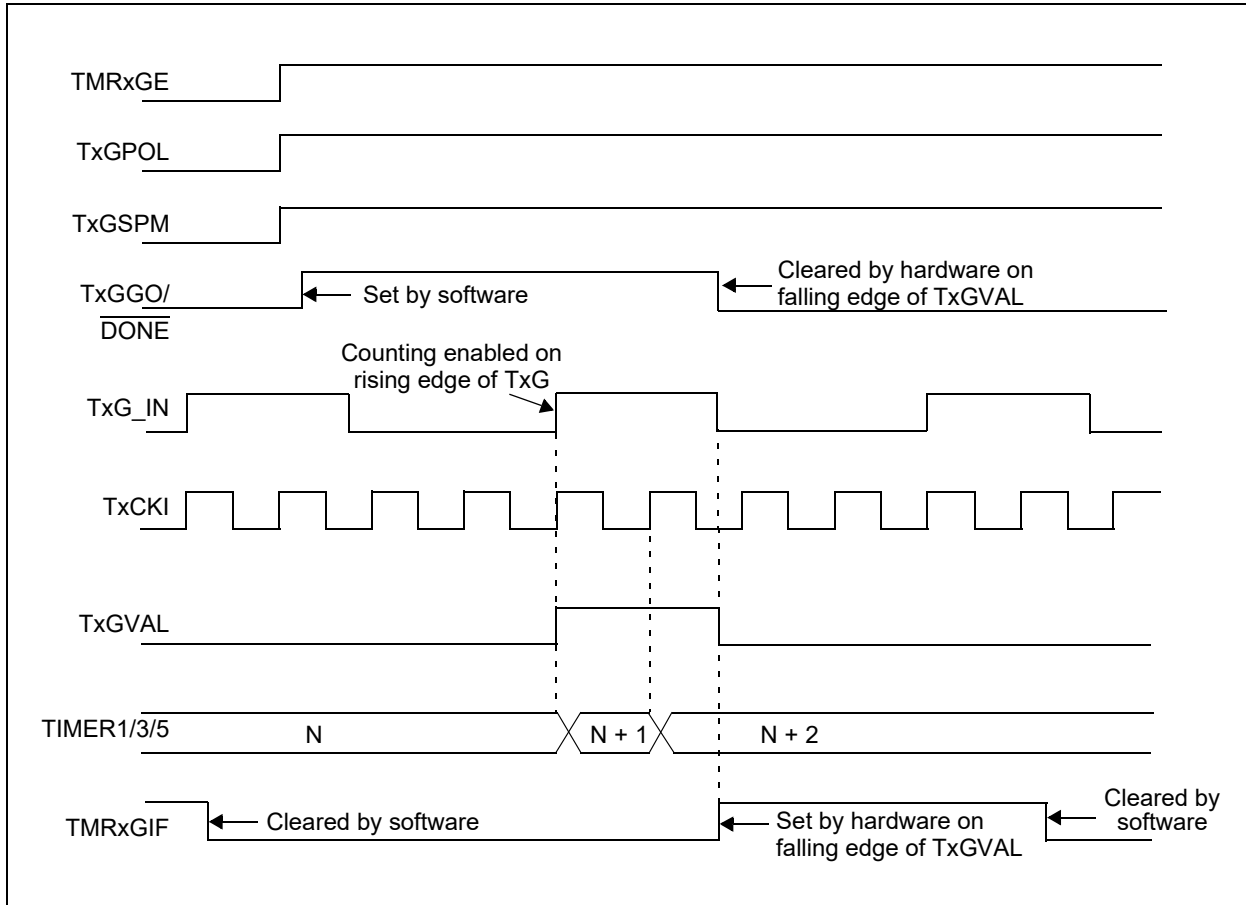 TMRxGE
TxGPOL
TxGSPM
TxGGO/
DONE
Set by software
Cleared by hardware on
falling edge of TxGVAL
Counting enabled on
rising edge of TxG
TxG_IN
TxCKI
TxGVAL
TIMER1/3/5
N
N + 1
N + 2
TMRxGIF
Cleared by software
Set by hardware on
falling edge of TxGVAL
Cleared by
software